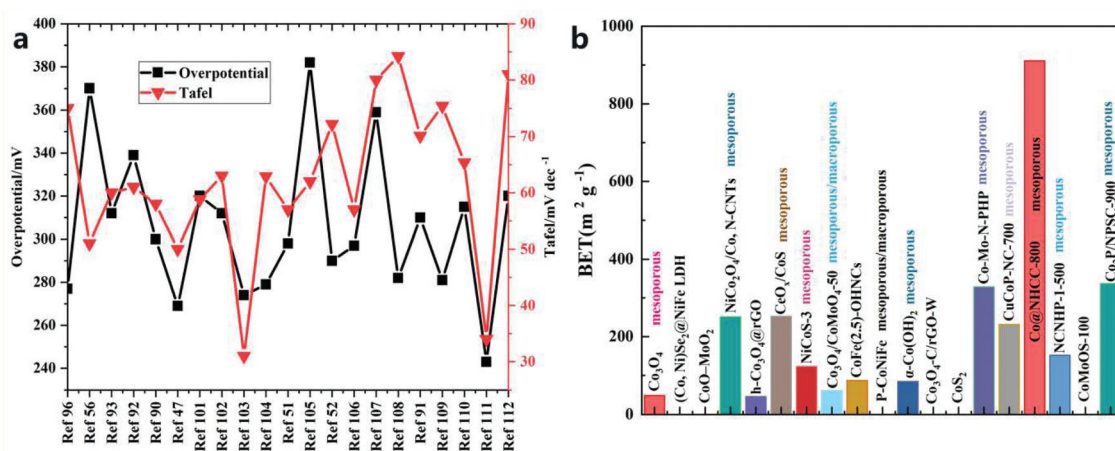 a
400
380
360
340
320
300
280
260
240
Overpotential/mV
Overpotential
Tafel
90
80
70
60
50
40
30
Tafel/mV dec⁻¹
Ref 96
Ref 56
Ref 93
Ref 92
Ref 90
Ref 47
Ref 101
Ref 102
Ref 103
Ref 104
Ref 51
Ref 105
Ref 52
Ref 106
Ref 107
Ref 108
Ref 91
Ref 109
Ref 110
Ref 111
Ref 112
b
1000
800
600
400
200
0
BET(m² g⁻¹)
Co₃O₄ mesoporous
(Co, Ni)Se₂@NiFe LDH
CoO–MoO₂
NiCo₂O₄/Co, N-CNTs mesoporous
h-Co₃O₄@rGO
CeOₓ/CoS mesoporous
NiCoS-3 mesoporous
Co₃O₄/CoMoO₄-50 mesoporous/macroporous
CoFe(2.5)-OHNCs
P-CoNiFe mesoporous/macroporous
α-Co(OH)₂ mesoporous
Co₃O₄-C/rGO-W
CoS₂
Co-Mo-N-PHP mesoporous
CuCoP-NC-700 mesoporous
Co@NHCC-800 mesoporous
NCNHP-1-500 mesoporous
CoMoOS-100
Co₂P/NPSC-900 mesoporous